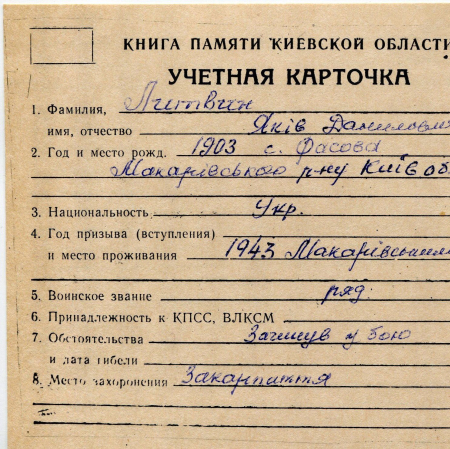 КНИГА ПАМЯТИ КИЕВСКОЙ ОБЛАСТИ
УЧЕТНАЯ КАРТОЧКА
1. Фамилия, Литвин
имя, отчество Яків Данилови
2. Год и место рожд. 1903 с. Фасова
Макарівського р-ну Київ об
3. Национальность Укр.
4. Год призыва (вступления)
и место проживания 1943 Макарівським
5. Воинское звание ряд.
6. Принадлежность к КПСС, ВЛКСМ
7. Обстоятельства Загинув у бою
и дата гибели
8. Место захоронения Закарпаття